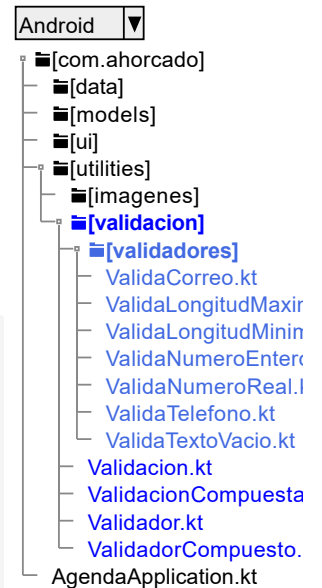 Android
[com.ahorcado]
[data]
[models]
[ui]
[utilities]
[imagenes]
[validacion]
[validadores]
ValidaCorreo.kt
ValidaLongitudMaxim
ValidaLongitudMinim
ValidaNumeroEntero
ValidaNumeroReal.k
ValidaTelefono.kt
ValidaTextoVacio.kt
Validacion.kt
ValidacionCompuesta
Validador.kt
ValidadorCompuesto.
AgendaApplication.kt